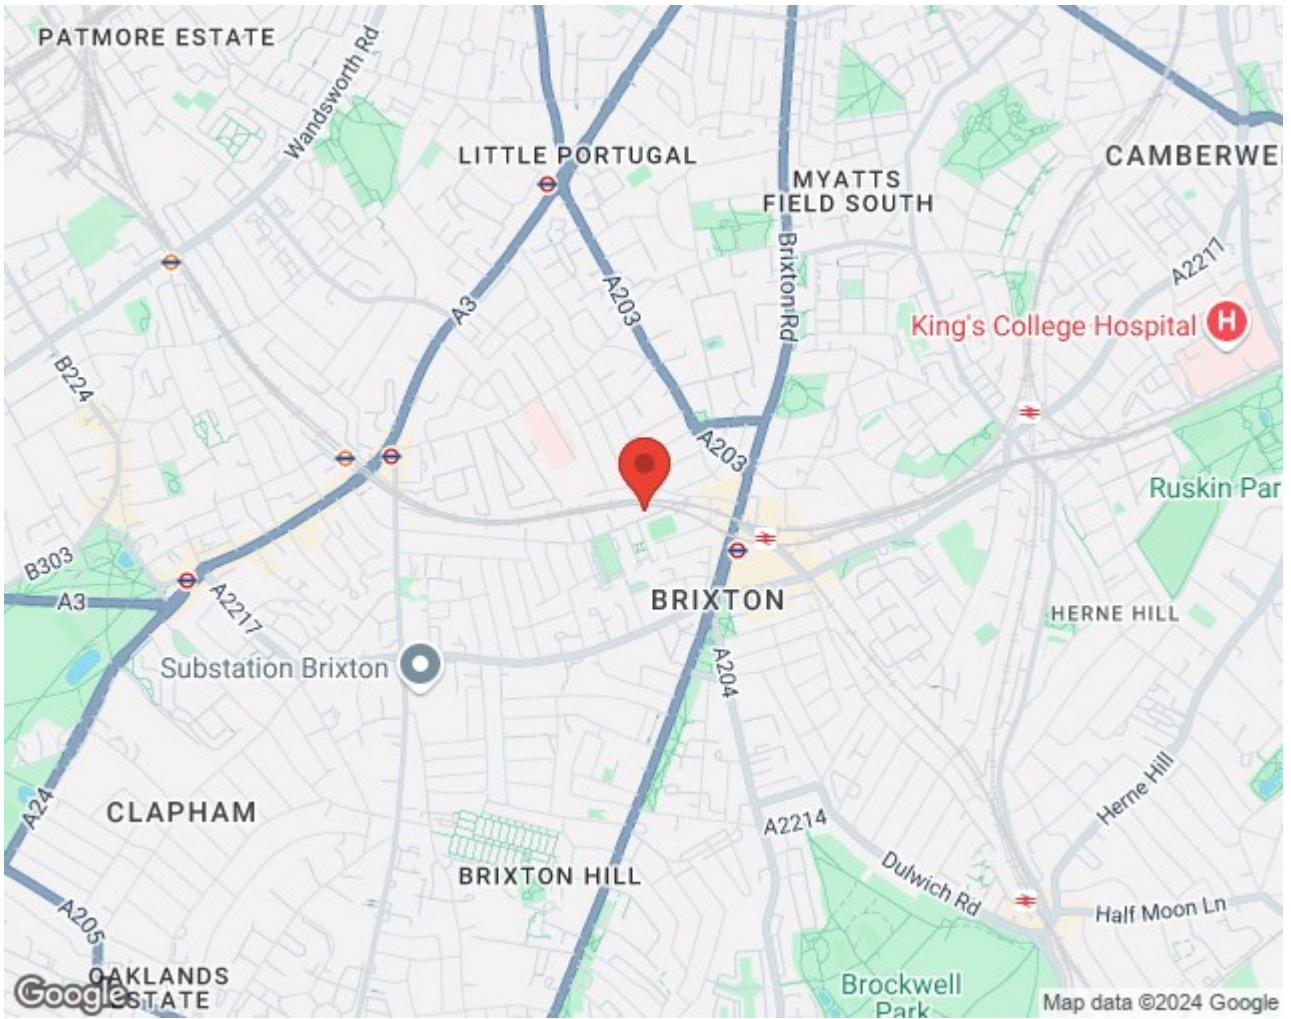 PATMORE ESTATE
Wandsworth Rd
LITTLE PORTUGAL
CAMBERWE
MYATTS
FIELD SOUTH
Brixton Rd
A2217
A203
A3
King's College Hospital
H
B224
A203
Ruskin Par
B303
A3
A2217
BRIXTON
HERNE HILL
Substation Brixton
A204
Herne Hill
A24
CLAPHAM
A2214
BRIXTON HILL
Dulwich Rd
Half Moon Ln
A205
OAKLANDS
ESTATE
Google
Brockwell
Park
Map data ©2024 Google